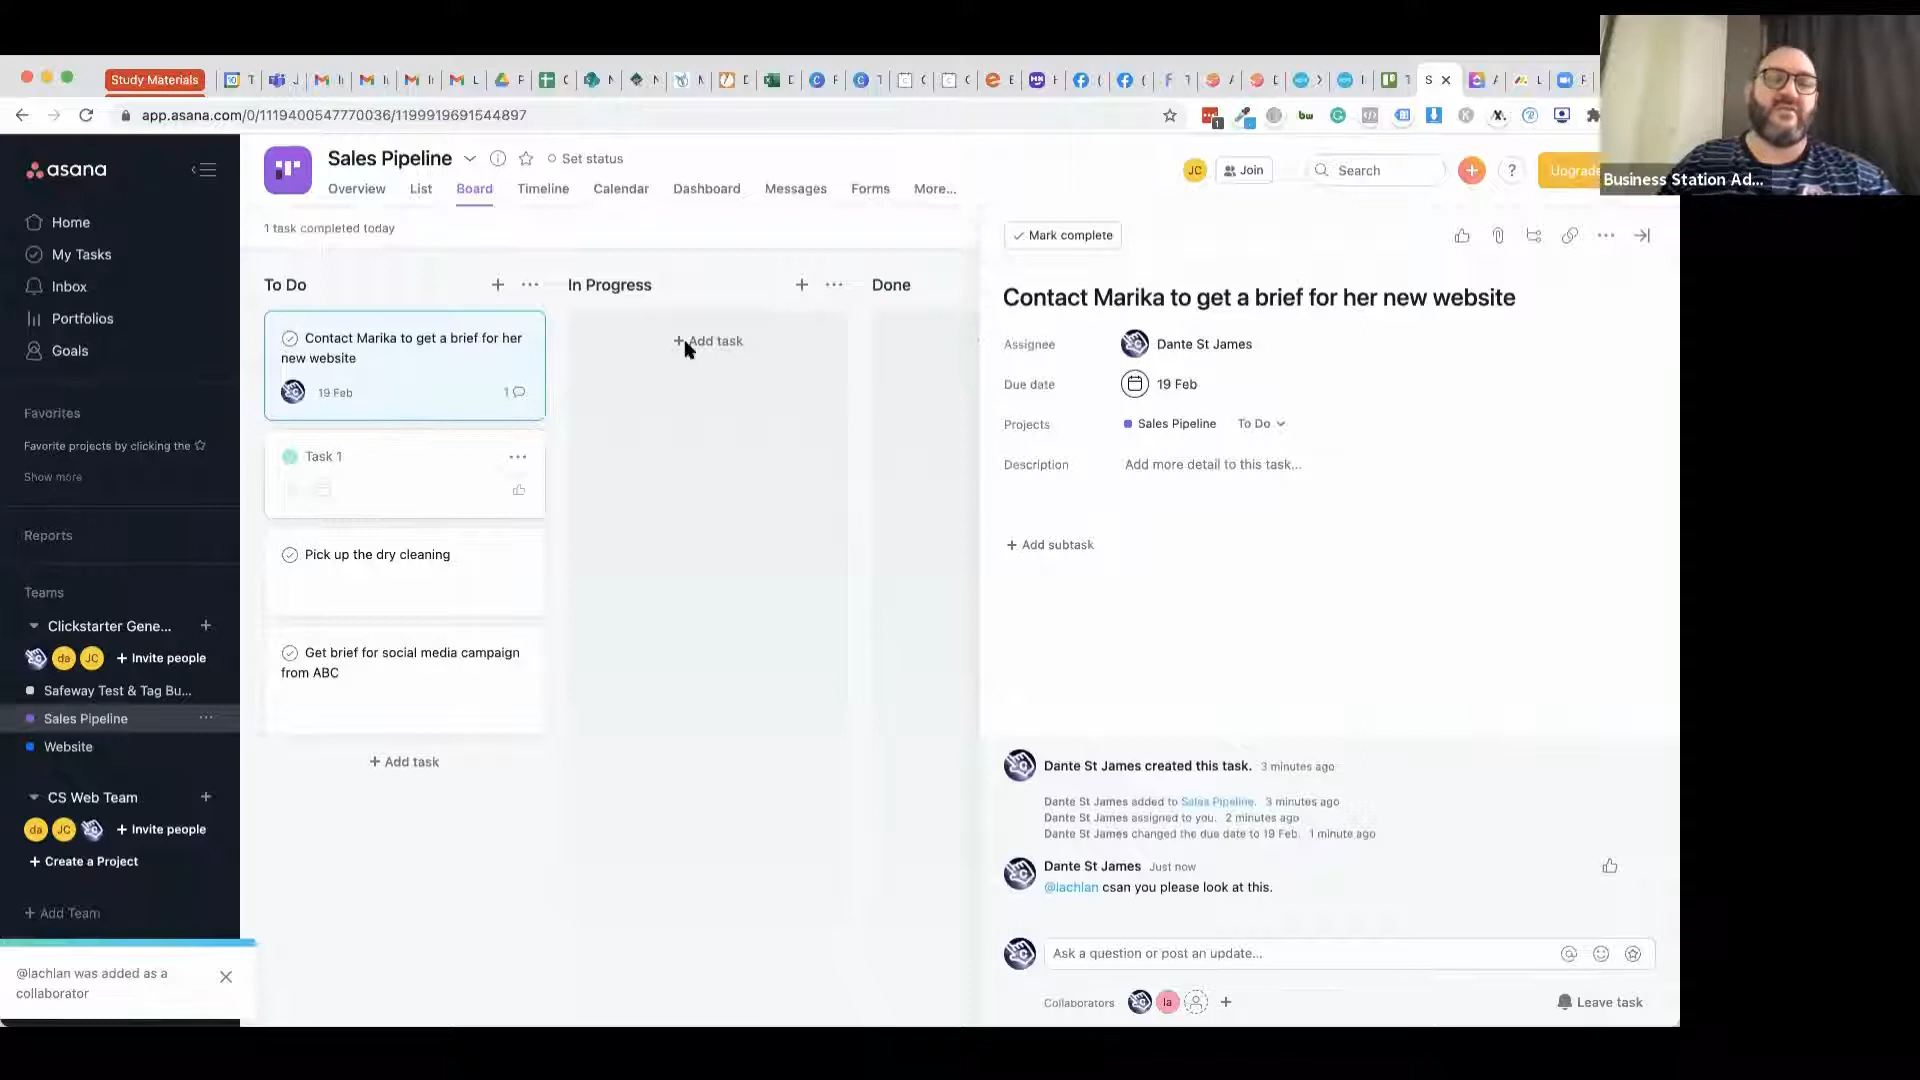 Study Materials
S
app.asana.com/0/1119400547770036/1199919691544897
Business Station Ad...
asana
Home
My Tasks
Inbox
Portfolios
Goals
Favorites
Favorite projects by clicking the
Show more
Reports
Teams
Clickstarter Gene...
da JC + Invite people
Safeway Test & Tag Bu...
Sales Pipeline
Website
CS Web Team
da JC + Invite people
+ Create a Project
+ Add Team
@lachlan was added as a
collaborator
Sales Pipeline
Set status
Overview List Board Timeline Calendar Dashboard Messages Forms More...
JC Join Search ?
1 task completed today
To Do
Contact Marika to get a brief for her
new website
19 Feb 1
Task 1
Pick up the dry cleaning
Get brief for social media campaign
from ABC
+ Add task
In Progress
+ Add task
Done
Mark complete
Contact Marika to get a brief for her new website
Assignee Dante St James
Due date 19 Feb
Projects Sales Pipeline To Do
Description Add more detail to this task...
+ Add subtask
Dante St James created this task. 3 minutes ago
Dante St James added to Sales Pipeline. 3 minutes ago
Dante St James assigned to you. 2 minutes ago
Dante St James changed the due date to 19 Feb. 1 minute ago
Dante St James Just now
@lachlan csan you please look at this.
Ask a question or post an update...
Collaborators la + Leave task